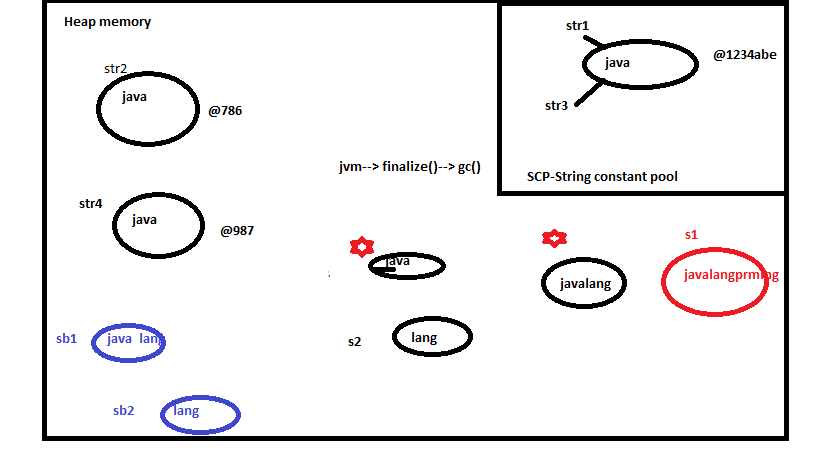 Heap memory
str1
java
@1234abe
str3
SCP-String constant pool
str2
java
@786
jvm--> finalize()--> gc()
str4
java
@987
java
javalang
s1
javalangprming
s2
lang
sb1
java lang
sb2
lang